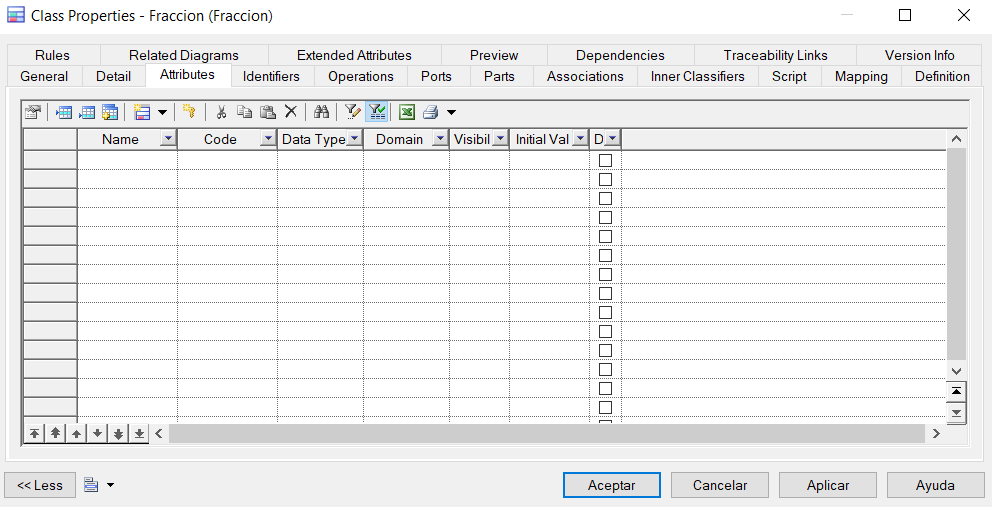 Class Properties - Fraccion (Fraccion)
Rules Related Diagrams Extended Attributes Preview Dependencies Traceability Links Version Info
General Detail Attributes Identifiers Operations Ports Parts Associations Inner Classifiers Script Mapping Definition
Name Code Data Type Domain Visibil Initial Val D
<< Less Aceptar Cancelar Aplicar Ayuda